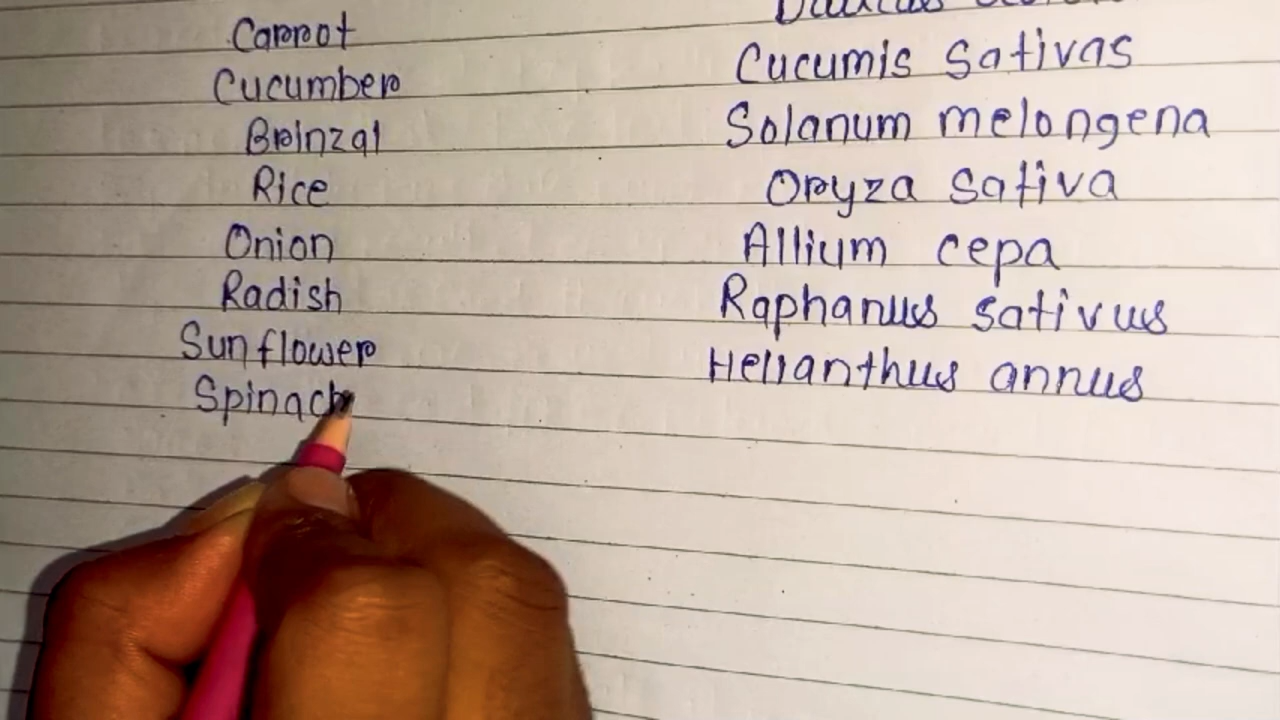 Carrot
Cucumber Cucumis sativas
Brinzal Solanum melongena
Rice Oryza sativa
Onion Allium cepa
Radish Raphanus sativus
Sunflower Helianthus annus
Spinach